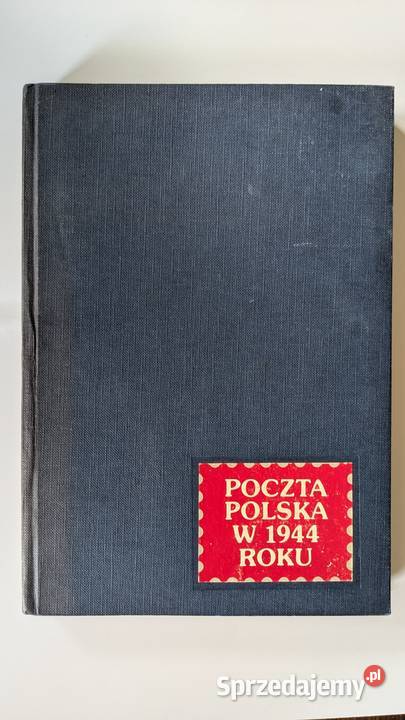 POCZTA
POLSKA
W 1944
ROKU
Sprzedajemy.pl